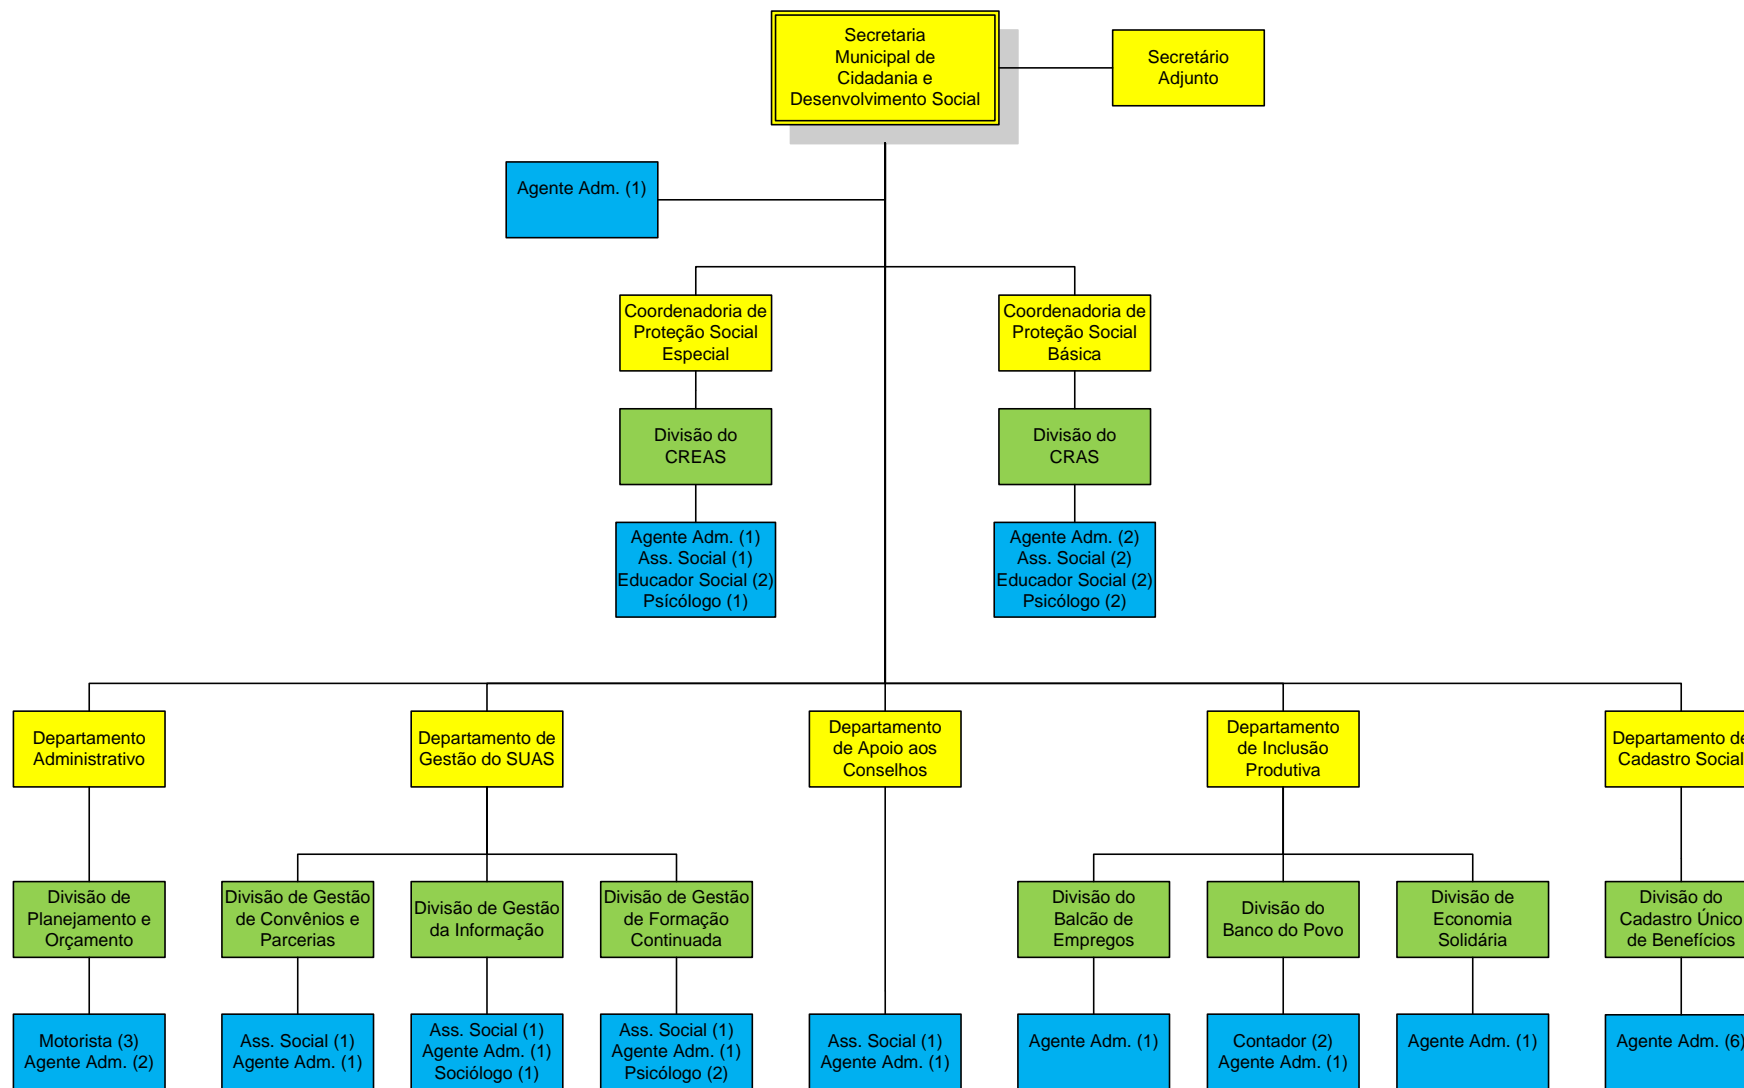 Secretaria
Municipal de
Cidadania e
Desenvolvimento Social
Secretário
Adjunto
Agente Adm. (1)
Coordenadoria de
Proteção Social
Especial
Coordenadoria de
Proteção Social
Básica
Divisão do
CREAS
Divisão do
CRAS
Agente Adm. (1)
Ass. Social (1)
Educador Social (2)
Psícólogo (1)
Agente Adm. (2)
Ass. Social (2)
Educador Social (2)
Psicólogo (2)
Departamento
Administrativo
Departamento de
Gestão do SUAS
Departamento
de Apoio aos
Conselhos
Departamento
de Inclusão
Produtiva
Departamento de
Cadastro Social
Divisão de
Planejamento e
Orçamento
Divisão de Gestão
de Convênios e
Parcerias
Divisão de Gestão
da Informação
Divisão de Gestão
de Formação
Continuada
Divisão do
Balcão de
Empregos
Divisão do
Banco do Povo
Divisão de
Economia
Solidária
Divisão do
Cadastro Único
de Benefícios
Motorista (3)
Agente Adm. (2)
Ass. Social (1)
Agente Adm. (1)
Ass. Social (1)
Agente Adm. (1)
Sociólogo (1)
Ass. Social (1)
Agente Adm. (1)
Psicólogo (2)
Ass. Social (1)
Agente Adm. (1)
Agente Adm. (1)
Contador (2)
Agente Adm. (1)
Agente Adm. (1)
Agente Adm. (6)